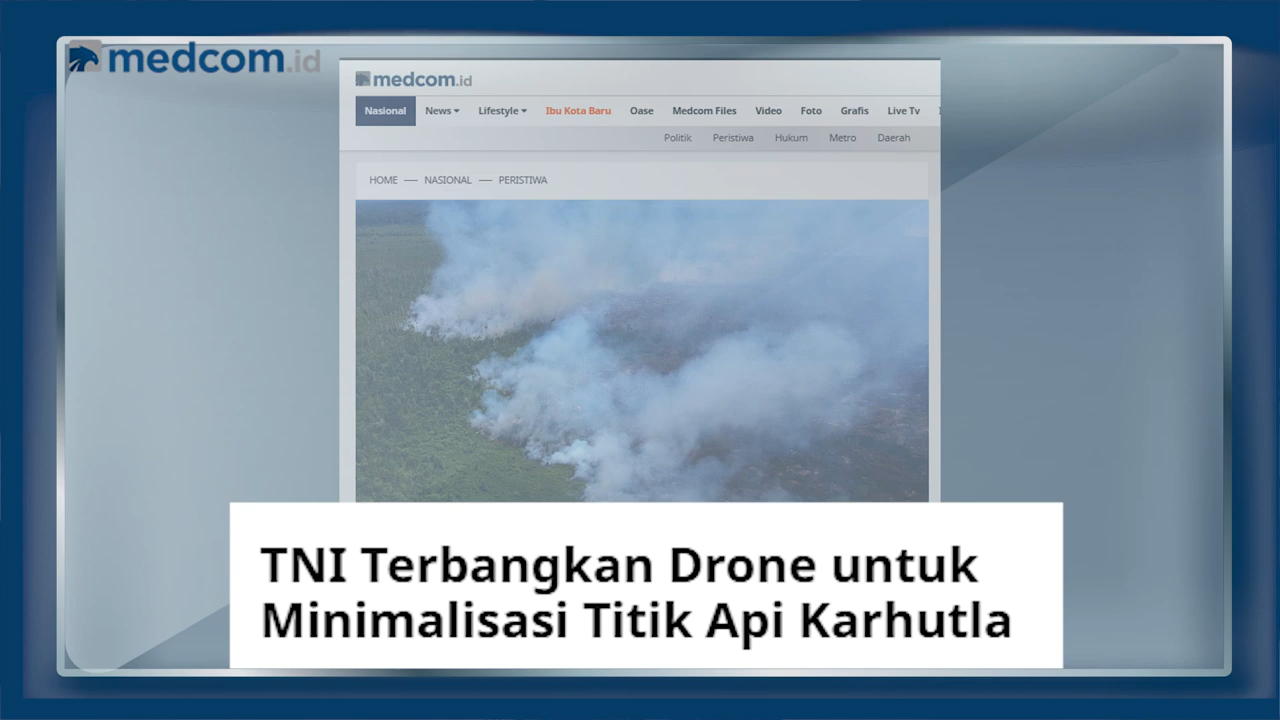 medcom.id
medcom.id
Nasional News Lifestyle Ibu Kota Baru Oase Medcom Files Video Foto Grafis Live Tv
Politik Peristiwa Hukum Metro Daerah
HOME — NASIONAL — PERISTIWA
TNI Terbangkan Drone untuk
Minimalisasi Titik Api Karhutla